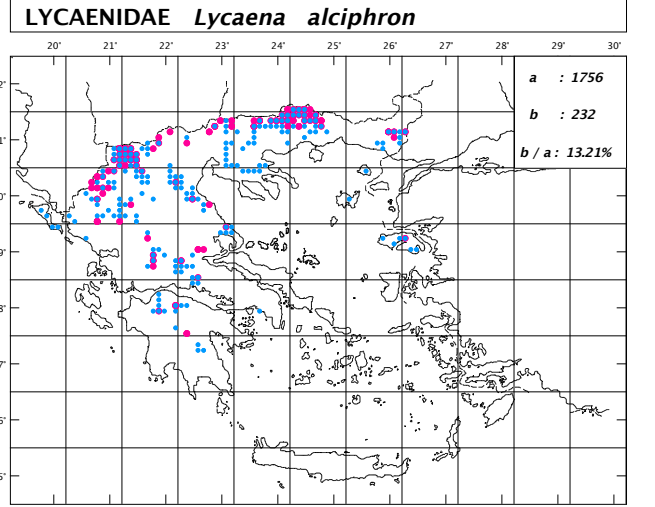 LYCAENIDAE Lycaena alciphron
20° 21° 22° 23° 24° 25° 26° 27° 28° 29° 30°
a : 1756
b : 232
b / a : 13.21%